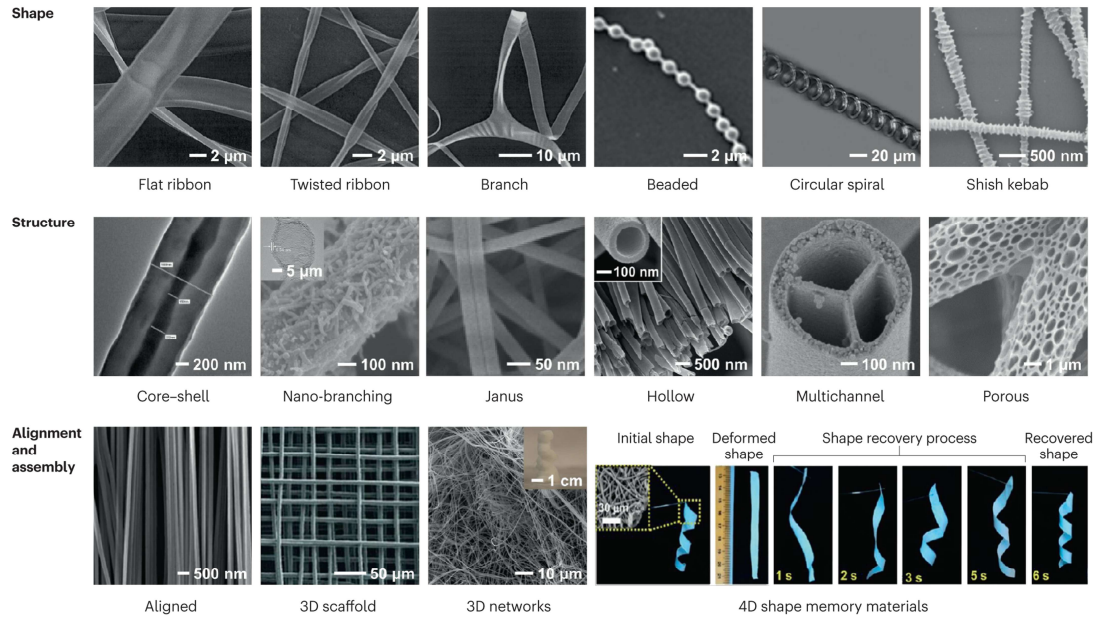 Shape
2 μm
2 μm
10 μm
2 μm
20 μm
500 nm
Flat ribbon
Twisted ribbon
Branch
Beaded
Circular spiral
Shish kebab
Structure
5 μm
100 nm
200 nm
100 nm
50 nm
500 nm
100 nm
1 μm
Core–shell
Nano-branching
Janus
Hollow
Multichannel
Porous
Alignment
and
assembly
Initial shape
Deformed
shape
Shape recovery process
Recovered
shape
1 cm
30 μm
500 nm
50 μm
10 μm
1 s
2 s
3 s
5 s
6 s
Aligned
3D scaffold
3D networks
4D shape memory materials